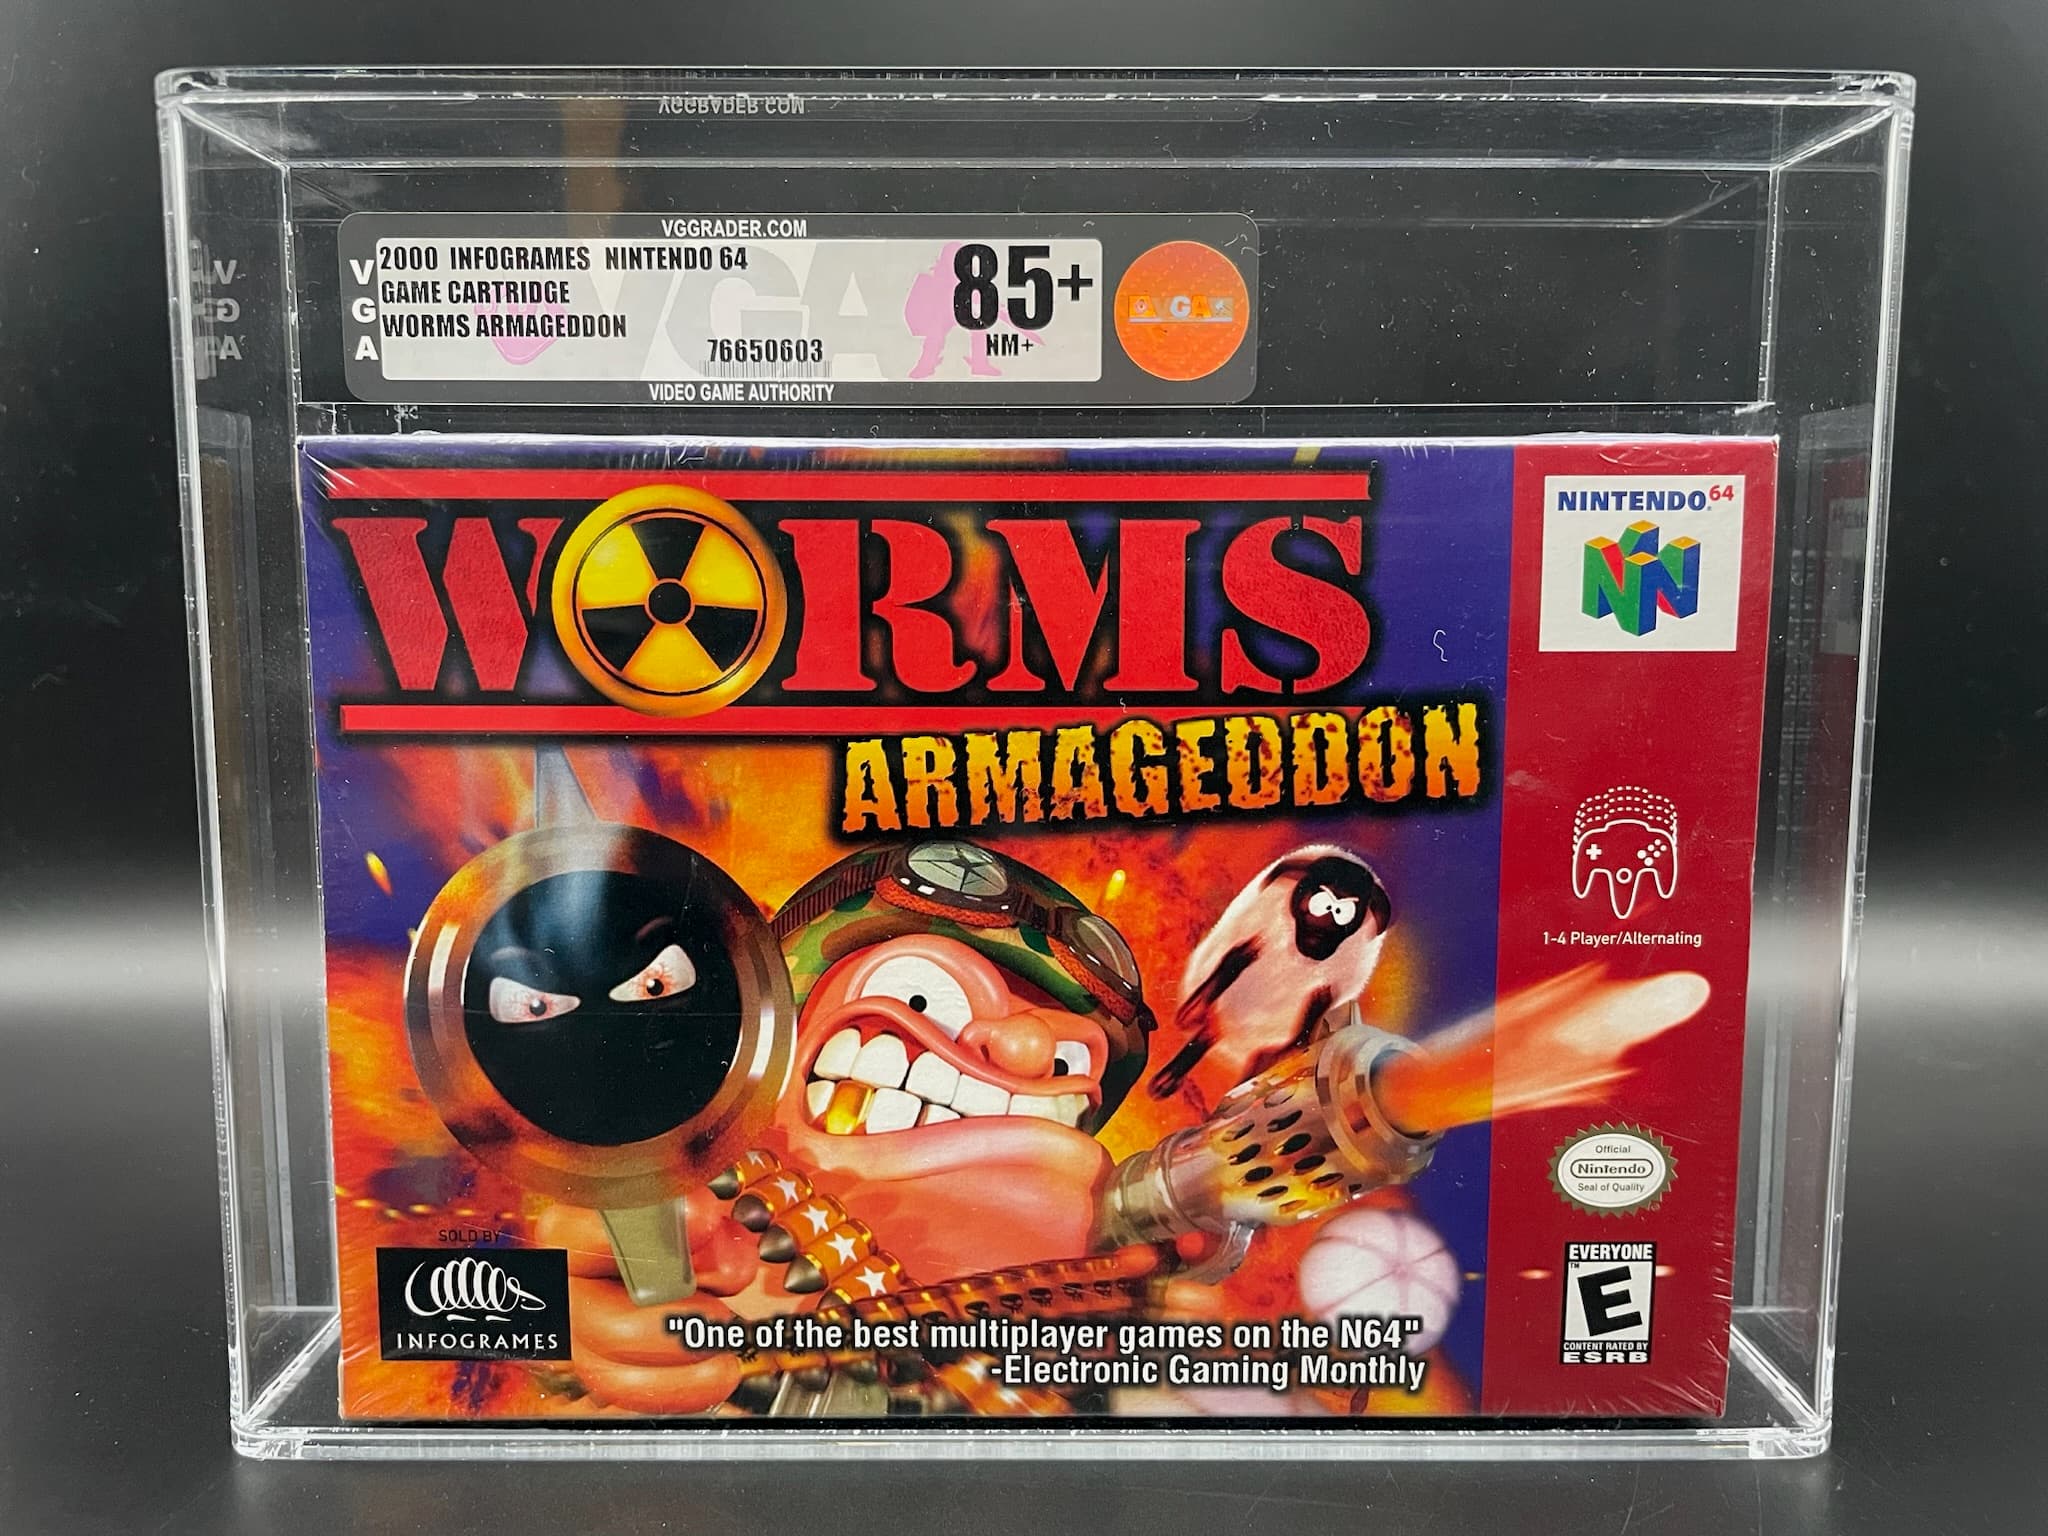 VGGRADER.COM
VGA
2000 INFOGRAMES NINTENDO 64
GAME CARTRIDGE
WORMS ARMAGEDDON
76650603
85+
NM+
VGA
VIDEO GAME AUTHORITY
WORMS
ARMAGEDDON
NINTENDO64
1-4 Player/Alternating
Official
Nintendo
Seal of Quality
EVERYONE
E
CONTENT RATED BY
ESRB
SOLD BY
INFOGRAMES
"One of the best multiplayer games on the N64"
-Electronic Gaming Monthly